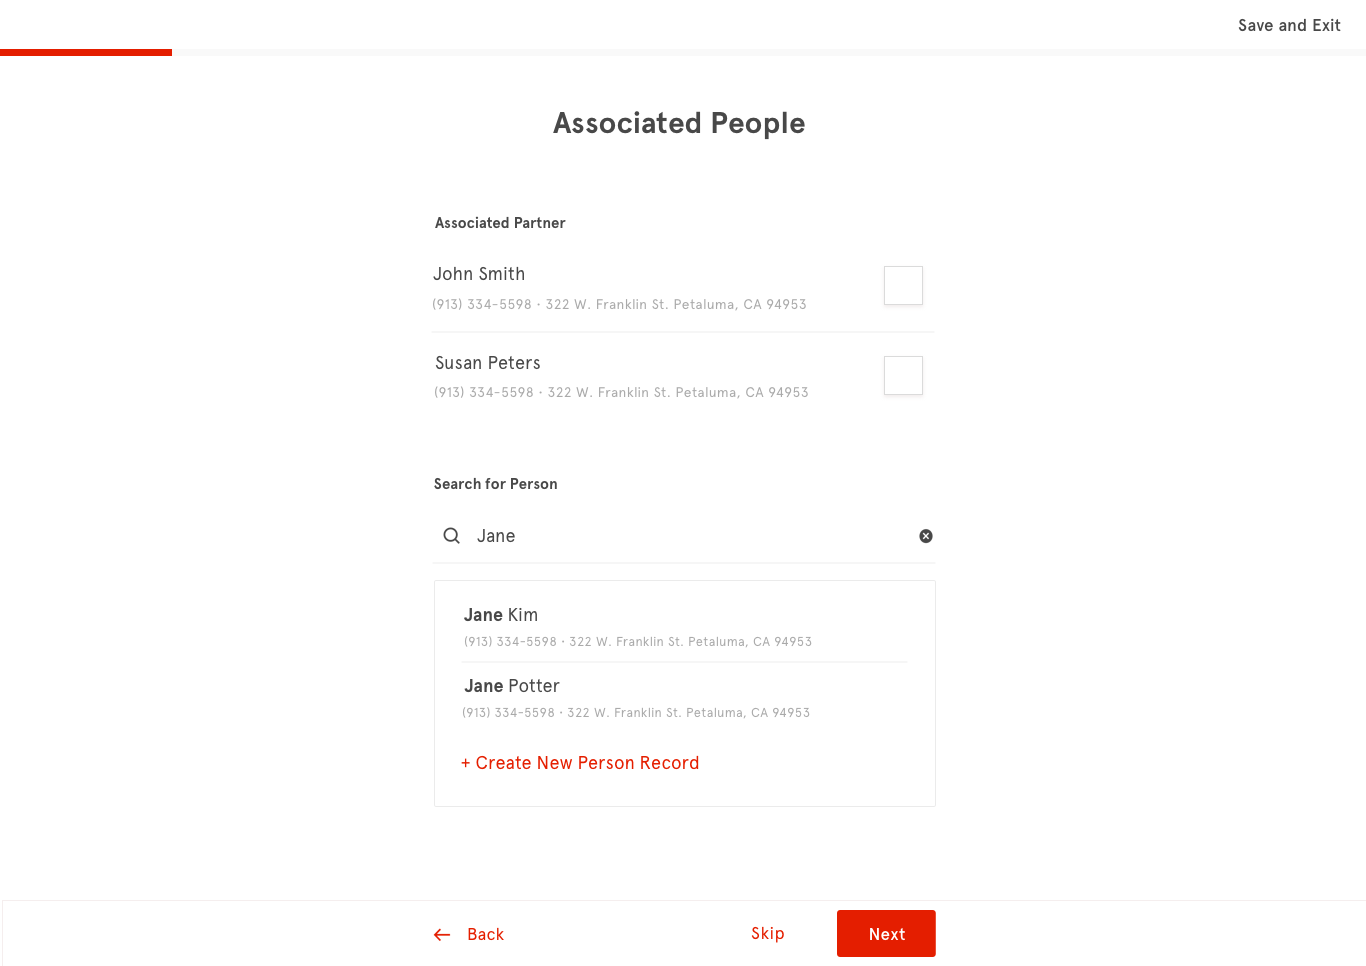 Save and Exit
Associated People
Associated Partner
John Smith
(913) 334-5598 • 322 W. Franklin St. Petaluma, CA 94953
Susan Peters
(913) 334-5598 • 322 W. Franklin St. Petaluma, CA 94953
Search for Person
Jane
Jane Kim
(913) 334-5598 • 322 W. Franklin St. Petaluma, CA 94953
Jane Potter
(913) 334-5598 • 322 W. Franklin St. Petaluma, CA 94953
+ Create New Person Record
Back Skip Next